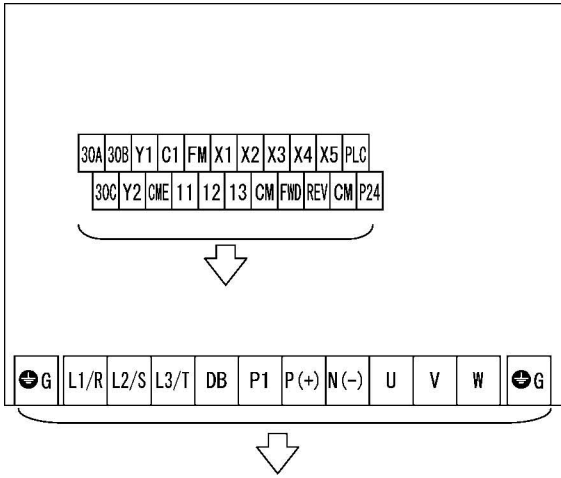 30A 30B Y1 C1 FM X1 X2 X3 X4 X5 PLC
30C Y2 CME 11 12 13 CM FWD REV CM P24
G L1/R L2/S L3/T DB P1 P(+) N(-) U V W G